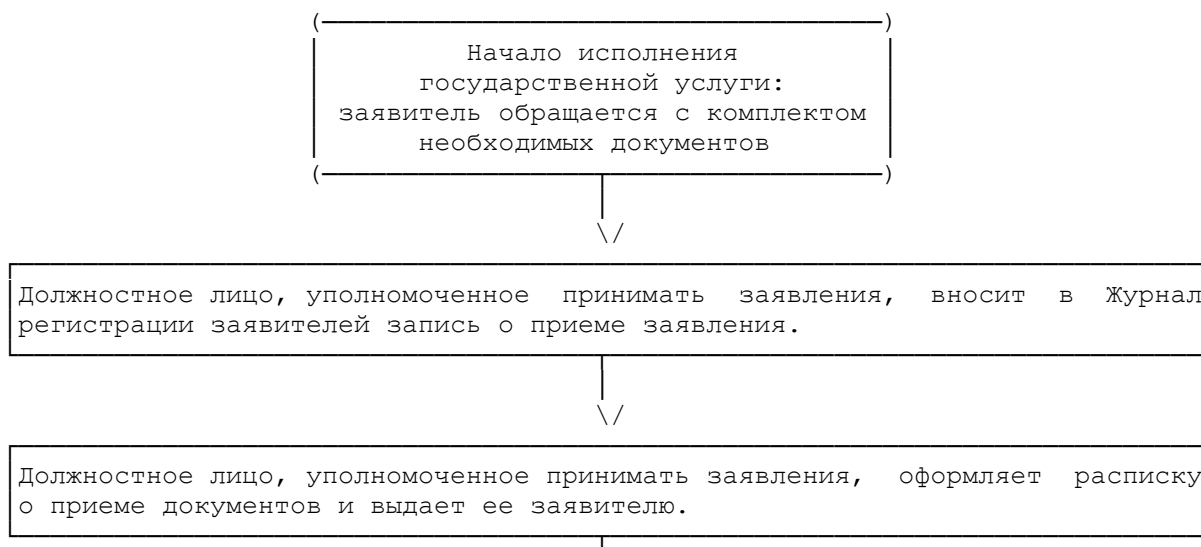 Начало исполнения
государственной услуги:
заявитель обращается с комплектом
необходимых документов
Должностное лицо, уполномоченное принимать заявления, вносит в Журнал
регистрации заявителей запись о приеме заявления.
Должностное лицо, уполномоченное принимать заявления, оформляет расписку
о приеме документов и выдает ее заявителю.